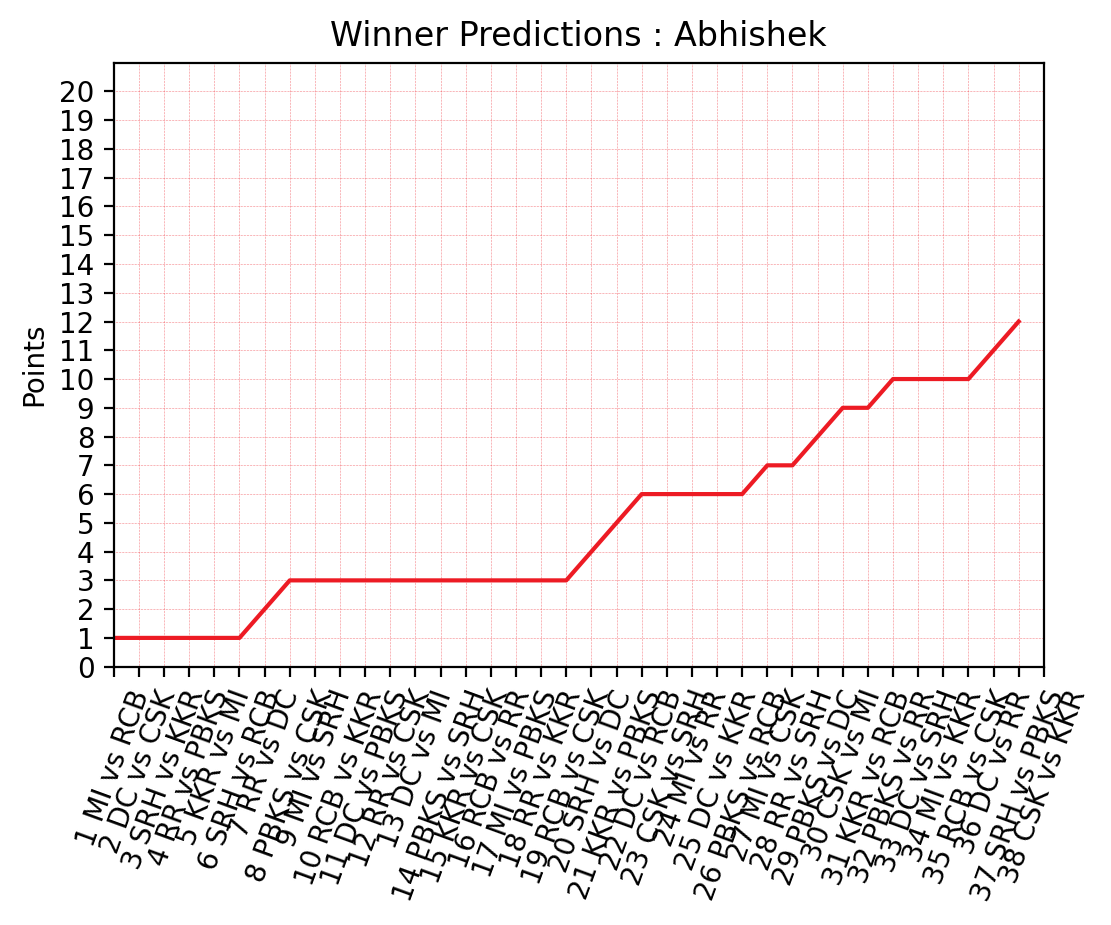 Winner Predictions : Abhishek
Points
20
19
18
17
16
15
14
13
12
11
10
9
8
7
6
5
4
3
2
1
0
1 MI vs RCB
2 DC vs CSK
3 SRH vs KKR
4 RR vs PBKS
5 KKR vs MI
6 SRH vs RCB
7 RR vs DC
8 PBKS vs CSK
9 MI vs SRH
10 RCB vs KKR
11 DC vs PBKS
12 RR vs CSK
13 DC vs MI
14 PBKS vs SRH
15 KKR vs CSK
16 RCB vs RR
17 MI vs PBKS
18 RR vs KKR
19 RCB vs CSK
20 SRH vs DC
21 KKR vs PBKS
22 DC vs RCB
23 CSK vs SRH
24 MI vs RR
25 DC vs KKR
26 PBKS vs RCB
27 MI vs CSK
28 RR vs SRH
29 PBKS vs DC
30 CSK vs MI
31 KKR vs RCB
32 PBKS vs RR
33 DC vs SRH
34 MI vs KKR
35 RCB vs CSK
36 DC vs RR
37 SRH vs PBKS
38 CSK vs KKR